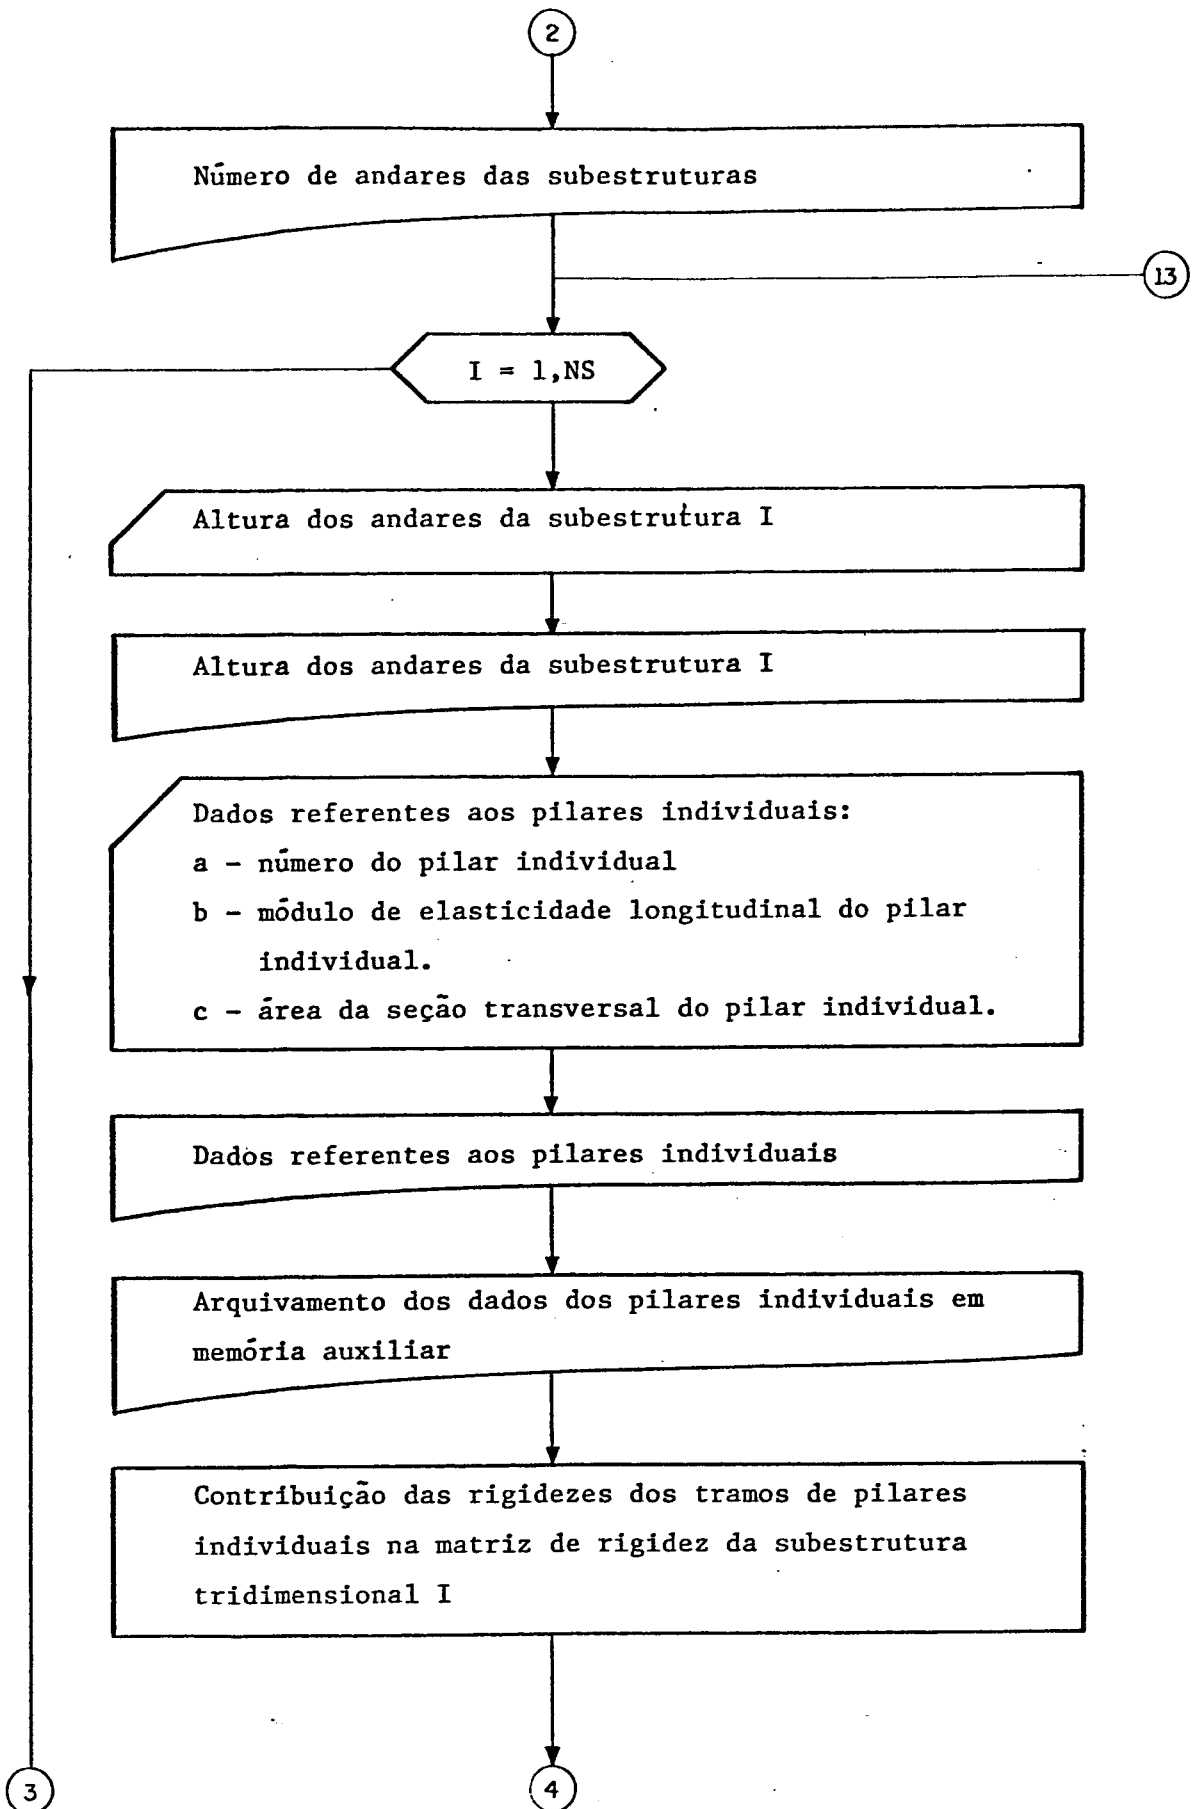 2
Número de andares das subestruturas
13
I = 1,NS
Altura dos andares da subestrutura I
Altura dos andares da subestrutura I
Dados referentes aos pilares individuais:
a - número do pilar individual
b - módulo de elasticidade longitudinal do pilar
individual.
c - área da seção transversal do pilar individual.
Dados referentes aos pilares individuais
Arquivamento dos dados dos pilares individuais em
memória auxiliar
Contribuição das rigidezes dos tramos de pilares
individuais na matriz de rigidez da subestrutura
tridimensional I
3
4